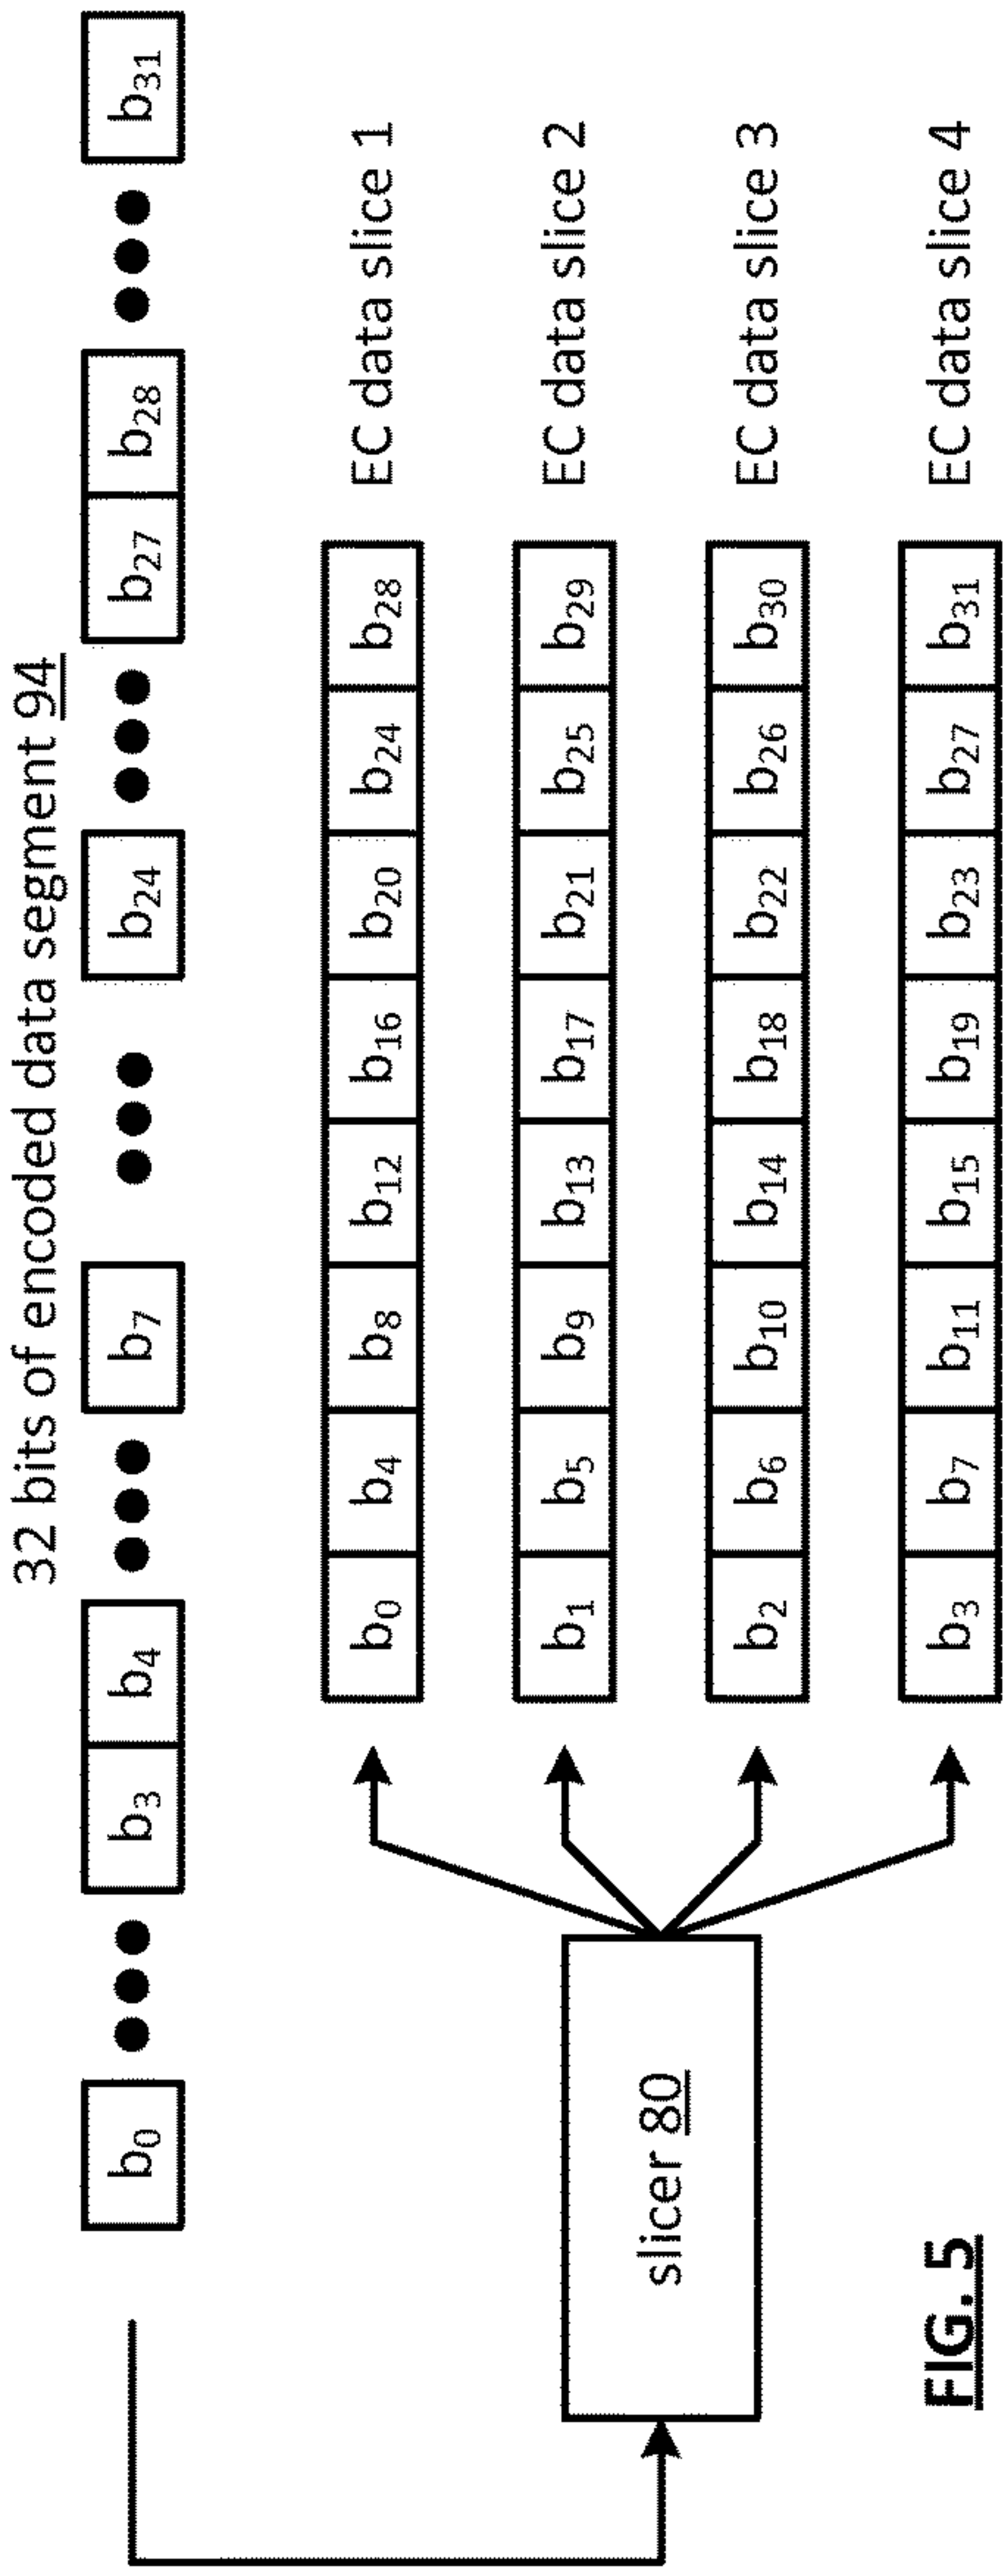 32 bits of encoded data segment 94
b0 b3 b4 b7 b24 b27 b28 b31
b0 b4 b8 b12 b16 b20 b24 b28 EC data slice 1
b1 b5 b9 b13 b17 b21 b25 b29 EC data slice 2
slicer 80
b2 b6 b10 b14 b18 b22 b26 b30 EC data slice 3
b3 b7 b11 b15 b19 b23 b27 b31 EC data slice 4
FIG. 5